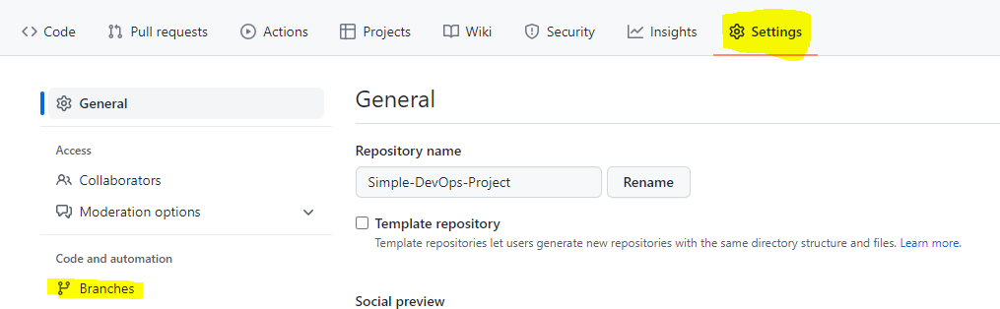 Code Pull requests Actions Projects Wiki Security Insights Settings
General
Access
Collaborators
Moderation options
Code and automation
Branches
General
Repository name
Simple-DevOps-Project Rename
Template repository
Template repositories let users generate new repositories with the same directory structure and files. Learn more.
Social preview